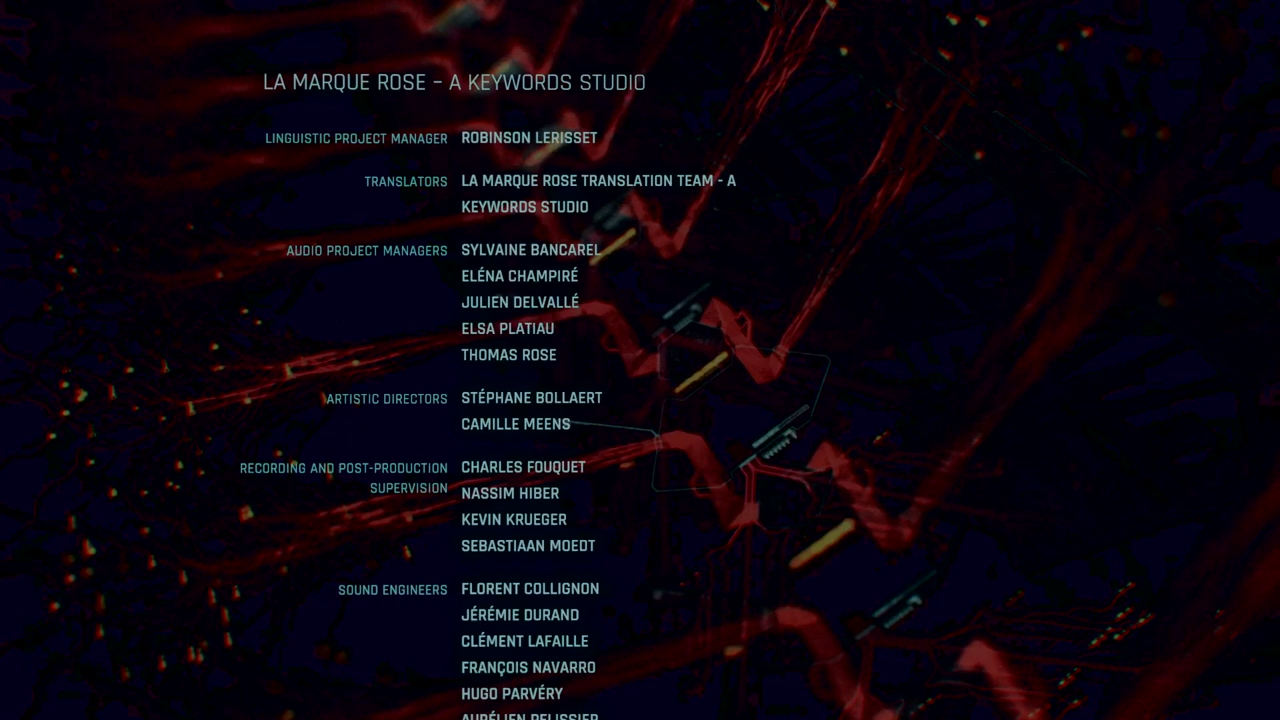 LA MARQUE ROSE – A KEYWORDS STUDIO
LINGUISTIC PROJECT MANAGER ROBINSON LERISSET
TRANSLATORS LA MARQUE ROSE TRANSLATION TEAM - A
KEYWORDS STUDIO
AUDIO PROJECT MANAGERS SYLVAINE BANCAREL
ELÉNA CHAMPIRÉ
JULIEN DELVALLÉ
ELSA PLATIAU
THOMAS ROSE
ARTISTIC DIRECTORS STÉPHANE BOLLAERT
CAMILLE MEENS
RECORDING AND POST-PRODUCTION CHARLES FOUQUET
SUPERVISION NASSIM HIBER
KEVIN KRUEGER
SEBASTIAAN MOEDT
SOUND ENGINEERS FLORENT COLLIGNON
JÉRÉMIE DURAND
CLÉMENT LAFAILLE
FRANÇOIS NAVARRO
HUGO PARVÉRY
AURÉLIEN PELISSIER